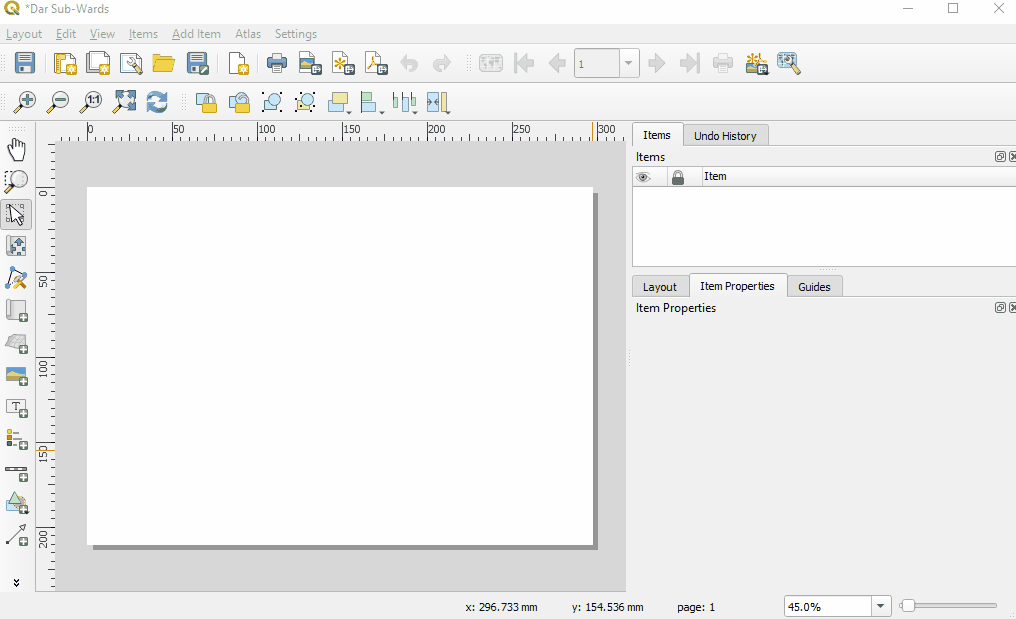 *Dar Sub-Wards
Layout Edit View Items Add Item Atlas Settings
1
1:1
0 50 100 150 200 250 300
Items Undo History
Items
Item
0
50
100
150
200
T
Layout Item Properties Guides
Item Properties
x: 296.733 mm y: 154.536 mm page: 1 45.0%